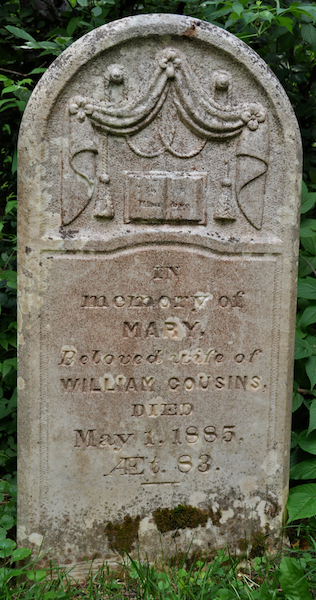 IN
memory of
MARY.
Beloved wife of
WILLIAM COUSINS,
DIED
May 1. 1885.
Æt. 83.